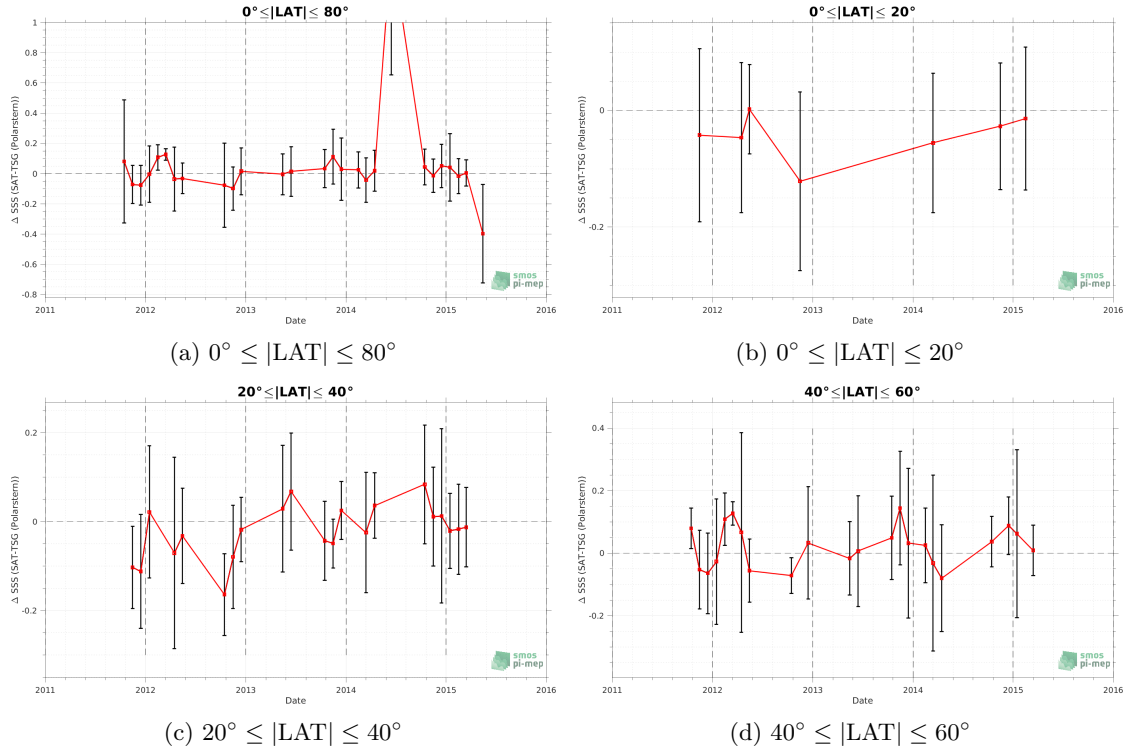 0°≤|LAT|≤ 80°
1
0.8
0.6
0.4
0.2
0
-0.2
-0.4
-0.6
-0.8
Δ SSS (SAT-TSG (Polarstern))
2011 2012 2013 2014 2015 2016
Date
smos
pi-mep
(a) 0° ≤ |LAT| ≤ 80°
0°≤|LAT|≤ 20°
0
-0.2
Δ SSS (SAT-TSG (Polarstern))
2011 2012 2013 2014 2015 2016
Date
smos
pi-mep
(b) 0° ≤ |LAT| ≤ 20°
20°≤|LAT|≤ 40°
0.2
0
-0.2
Δ SSS (SAT-TSG (Polarstern))
2011 2012 2013 2014 2015 2016
Date
smos
pi-mep
(c) 20° ≤ |LAT| ≤ 40°
40°≤|LAT|≤ 60°
0.4
0.2
0
-0.2
Δ SSS (SAT-TSG (Polarstern))
2011 2012 2013 2014 2015 2016
Date
smos
pi-mep
(d) 40° ≤ |LAT| ≤ 60°